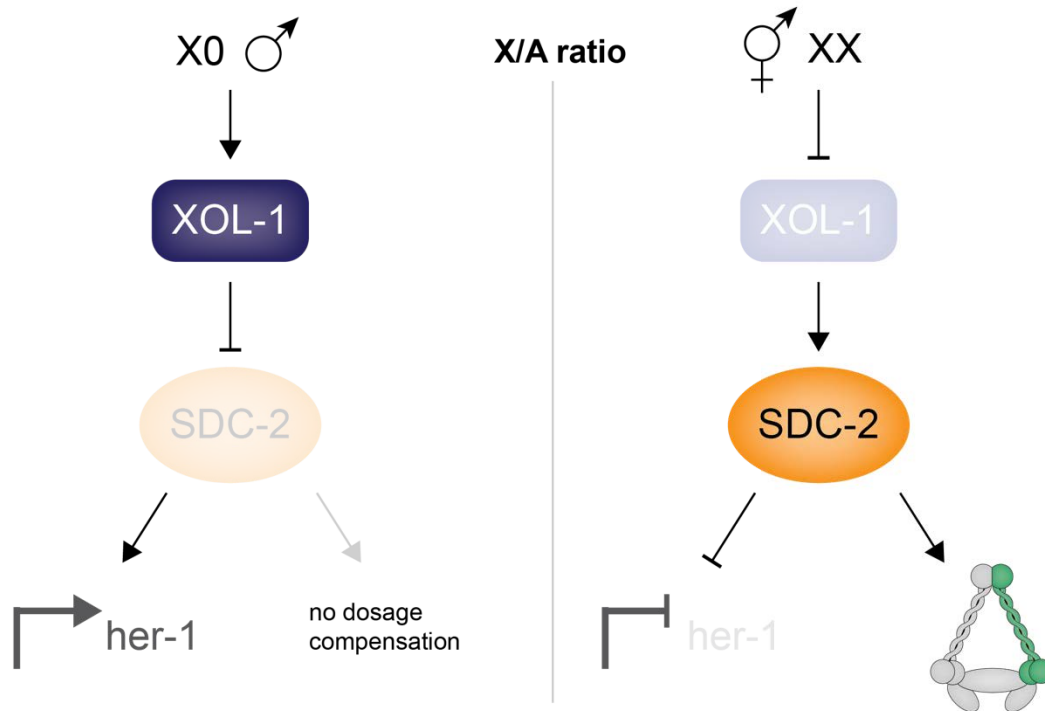 X0
X/A ratio
XX
XOL-1
XOL-1
SDC-2
SDC-2
her-1
no dosage
compensation
her-1